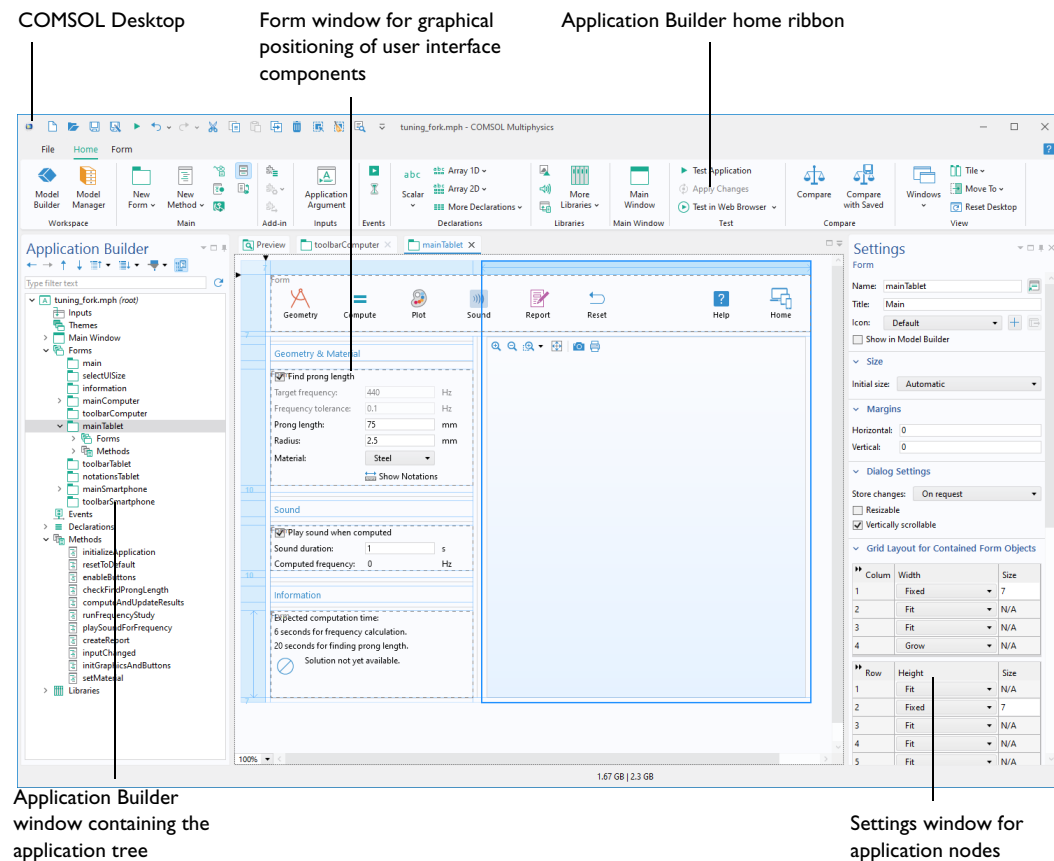 COMSOL Desktop
Form window for graphical
positioning of user interface
components
Application Builder home ribbon
tuning_fork.mph - COMSOL Multiphysics
File Home Form
Model Builder
Model Manager
Workspace
New Form
New Method
Main
Add-in
Application Argument
Inputs
Events
abc
Scalar
Array 1D
Array 2D
More Declarations
Declarations
More Libraries
Libraries
Main Window
Main Window
Test Application
Apply Changes
Test in Web Browser
Test
Compare
Compare with Saved
Compare
Windows
Tile
Move To
Reset Desktop
View
Application Builder
Type filter text
tuning_fork.mph (root)
Inputs
Themes
Main Window
Forms
main
selectUISize
information
mainComputer
toolbarComputer
mainTablet
Forms
Methods
toolbarTablet
notationsTablet
mainSmartphone
toolbarSmartphone
Events
Declarations
Methods
initializeApplication
resetToDefault
enableButtons
checkFindProngLength
computeAndUpdateResults
runFrequencyStudy
playSoundForFrequency
createReport
inputChanged
initGraphicsAndButtons
setMaterial
Libraries
Preview toolbarComputer mainTablet
Form
Geometry Compute Plot Sound Report Reset Help Home
Geometry & Material
Find prong length
Target frequency: 440 Hz
Frequency tolerance: 0.1 Hz
Prong length: 75 mm
Radius: 2.5 mm
Material: Steel
Show Notations
Sound
Play sound when computed
Sound duration: 1 s
Computed frequency: 0 Hz
Information
Expected computation time:
6 seconds for frequency calculation.
20 seconds for finding prong length.
Solution not yet available.
100%
1.67 GB | 2.3 GB
Settings
Form
Name: mainTablet
Title: Main
Icon: Default
Show in Model Builder
Size
Initial size: Automatic
Margins
Horizontal: 0
Vertical: 0
Dialog Settings
Store changes: On request
Resizable
Vertically scrollable
Grid Layout for Contained Form Objects
Colum Width Size
1 Fixed 7
2 Fit N/A
3 Fit N/A
4 Grow N/A
Row Height Size
1 Fit N/A
2 Fixed 7
3 Fit N/A
4 Fit N/A
5 Fit N/A
Application Builder
window containing the
application tree
Settings window for
application nodes